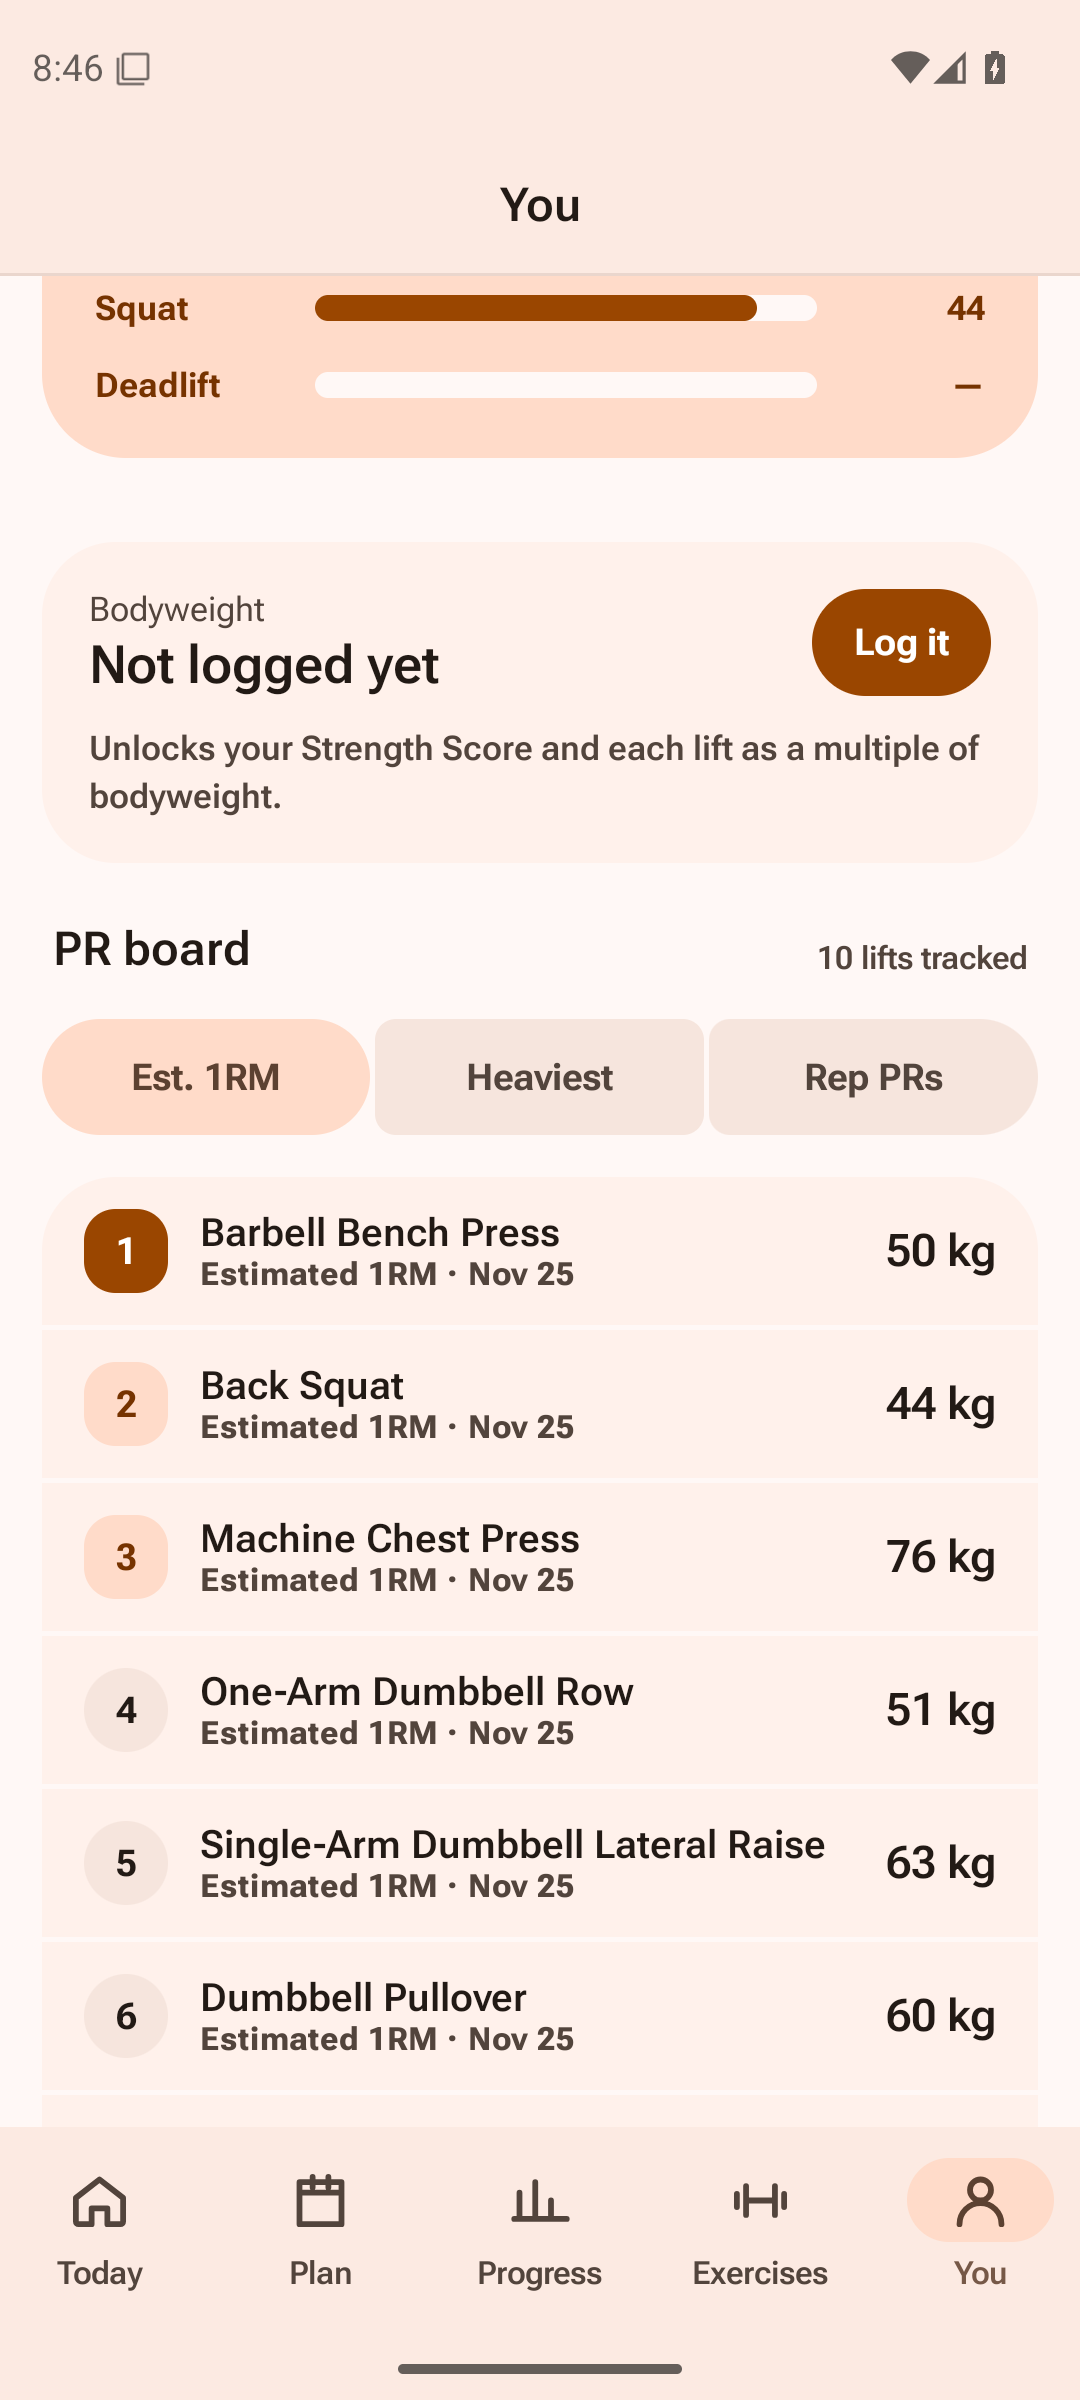 8:46
You
Squat
44
Deadlift
–
Bodyweight
Not logged yet
Log it
Unlocks your Strength Score and each lift as a multiple of
bodyweight.
PR board
10 lifts tracked
Est. 1RM
Heaviest
Rep PRs
1
Barbell Bench Press
Estimated 1RM · Nov 25
50 kg
2
Back Squat
Estimated 1RM · Nov 25
44 kg
3
Machine Chest Press
Estimated 1RM · Nov 25
76 kg
4
One-Arm Dumbbell Row
Estimated 1RM · Nov 25
51 kg
5
Single-Arm Dumbbell Lateral Raise
Estimated 1RM · Nov 25
63 kg
6
Dumbbell Pullover
Estimated 1RM · Nov 25
60 kg
Today
Plan
Progress
Exercises
You